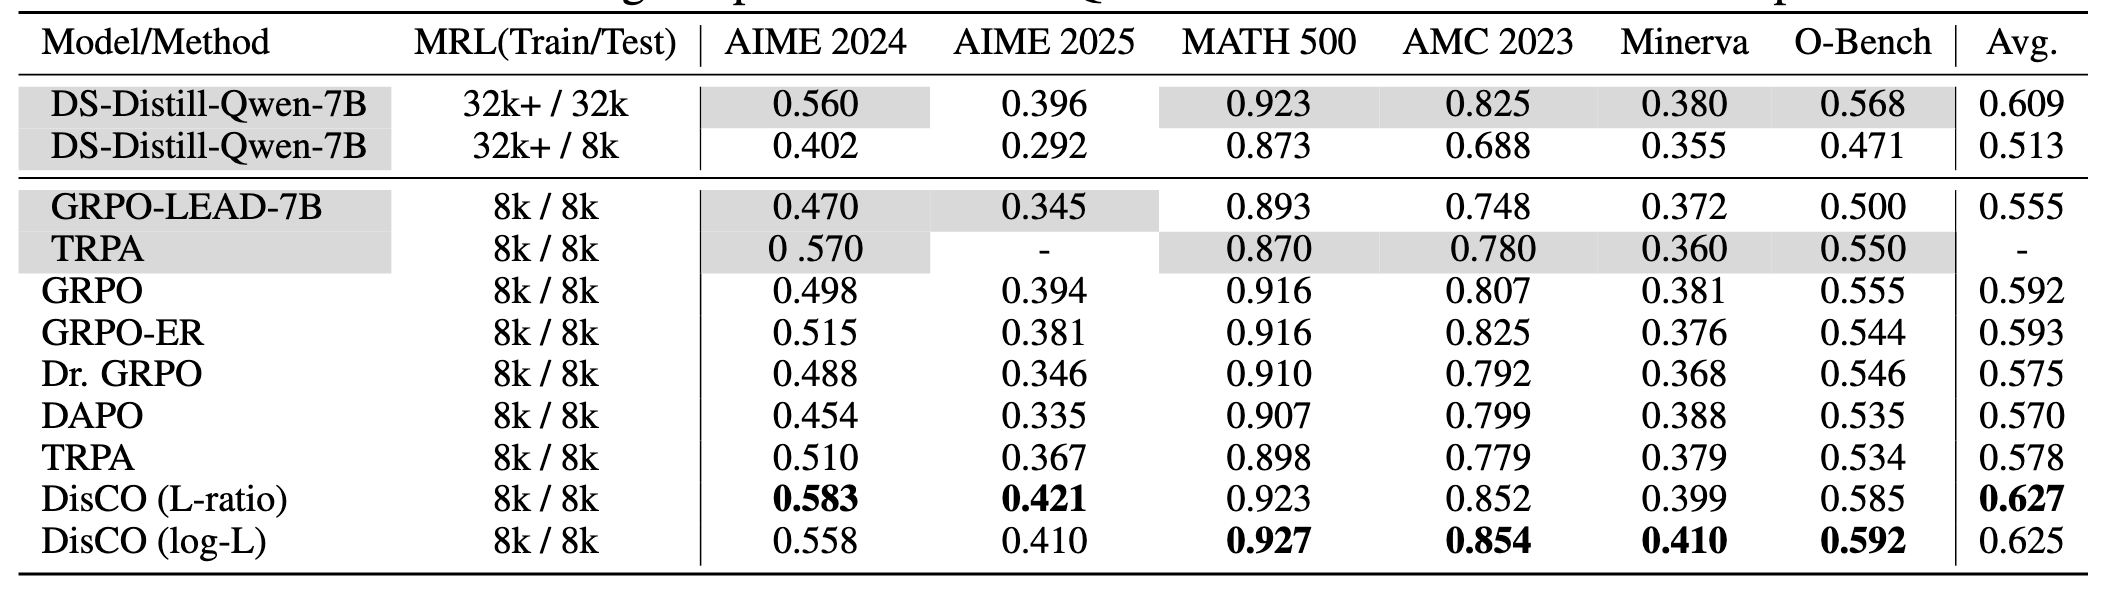 Model/Method MRL(Train/Test) AIME 2024 AIME 2025 MATH 500 AMC 2023 Minerva O-Bench Avg.
DS-Distill-Qwen-7B 32k+ / 32k 0.560 0.396 0.923 0.825 0.380 0.568 0.609
DS-Distill-Qwen-7B 32k+ / 8k 0.402 0.292 0.873 0.688 0.355 0.471 0.513
GRPO-LEAD-7B 8k / 8k 0.470 0.345 0.893 0.748 0.372 0.500 0.555
TRPA 8k / 8k 0 .570 - 0.870 0.780 0.360 0.550 -
GRPO 8k / 8k 0.498 0.394 0.916 0.807 0.381 0.555 0.592
GRPO-ER 8k / 8k 0.515 0.381 0.916 0.825 0.376 0.544 0.593
Dr. GRPO 8k / 8k 0.488 0.346 0.910 0.792 0.368 0.546 0.575
DAPO 8k / 8k 0.454 0.335 0.907 0.799 0.388 0.535 0.570
TRPA 8k / 8k 0.510 0.367 0.898 0.779 0.379 0.534 0.578
DisCO (L-ratio) 8k / 8k 0.583 0.421 0.923 0.852 0.399 0.585 0.627
DisCO (log-L) 8k / 8k 0.558 0.410 0.927 0.854 0.410 0.592 0.625